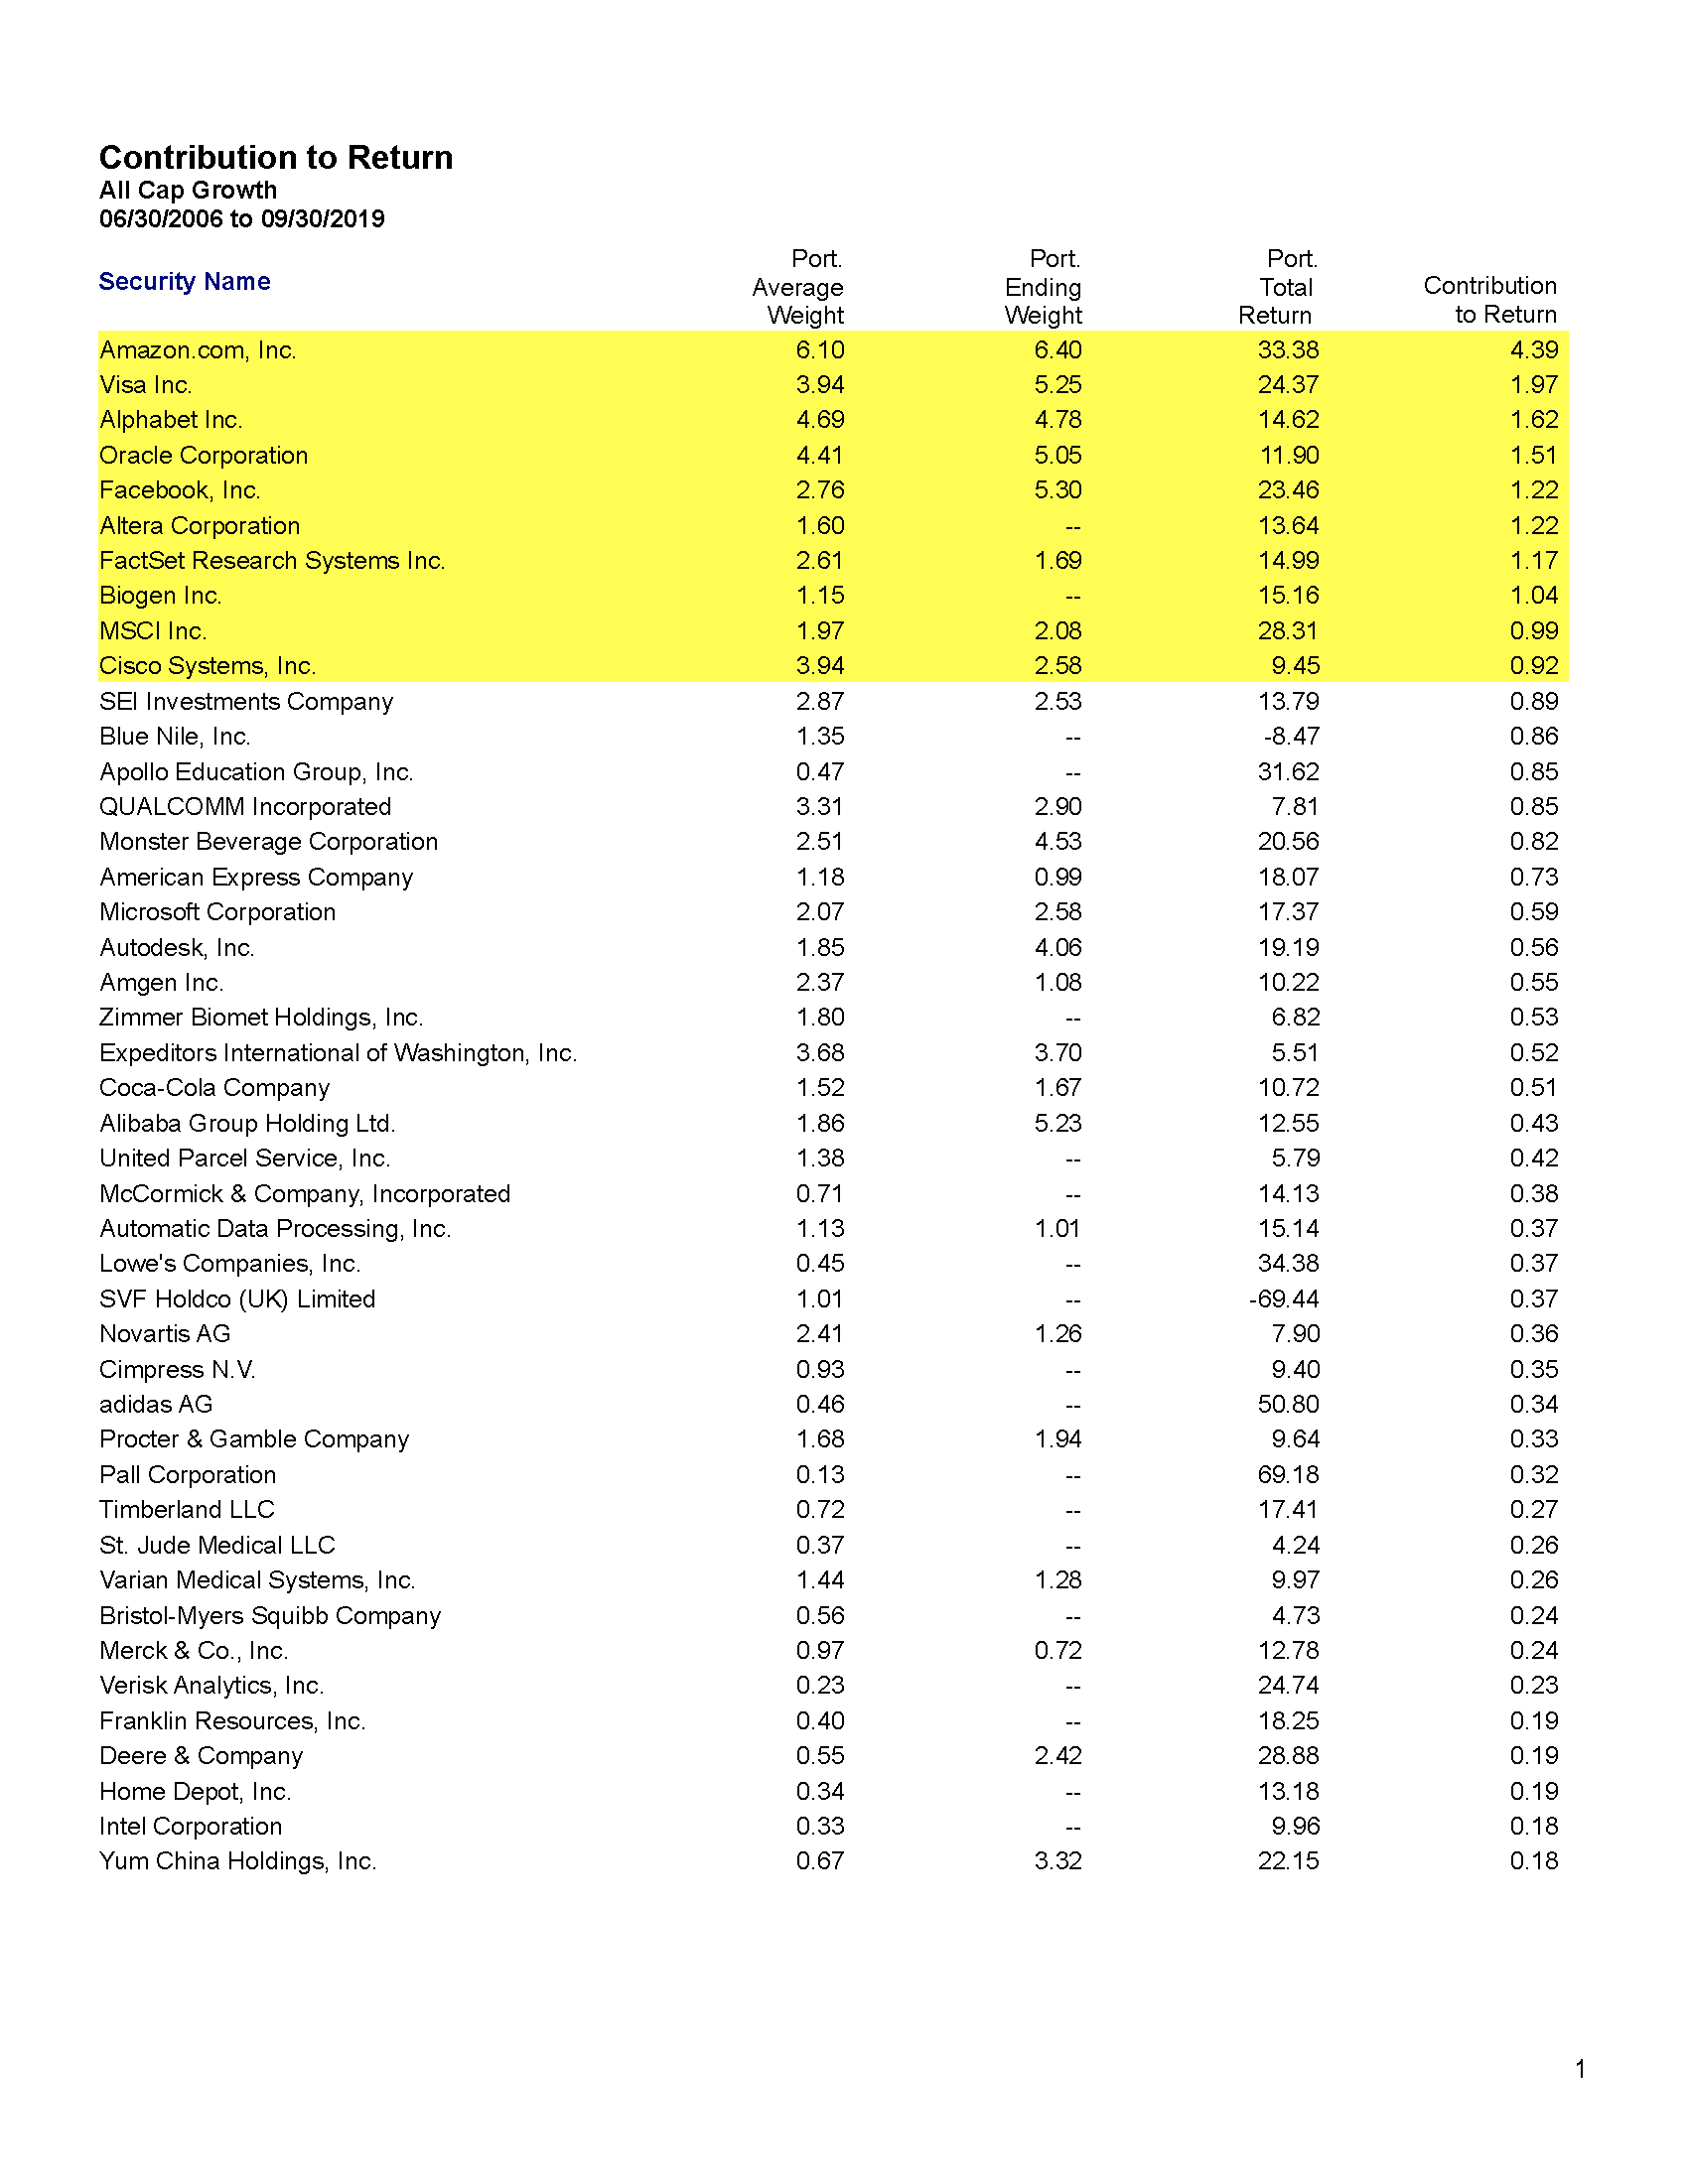 Contribution to Return
All Cap Growth
06/30/2006 to 09/30/2019
Security Name Port. Average Weight Port. Ending Weight Port. Total Return Contribution to Return
Amazon.com, Inc. 6.10 6.40 33.38 4.39
Visa Inc. 3.94 5.25 24.37 1.97
Alphabet Inc. 4.69 4.78 14.62 1.62
Oracle Corporation 4.41 5.05 11.90 1.51
Facebook, Inc. 2.76 5.30 23.46 1.22
Altera Corporation 1.60 -- 13.64 1.22
FactSet Research Systems Inc. 2.61 1.69 14.99 1.17
Biogen Inc. 1.15 -- 15.16 1.04
MSCI Inc. 1.97 2.08 28.31 0.99
Cisco Systems, Inc. 3.94 2.58 9.45 0.92
SEI Investments Company 2.87 2.53 13.79 0.89
Blue Nile, Inc. 1.35 -- -8.47 0.86
Apollo Education Group, Inc. 0.47 -- 31.62 0.85
QUALCOMM Incorporated 3.31 2.90 7.81 0.85
Monster Beverage Corporation 2.51 4.53 20.56 0.82
American Express Company 1.18 0.99 18.07 0.73
Microsoft Corporation 2.07 2.58 17.37 0.59
Autodesk, Inc. 1.85 4.06 19.19 0.56
Amgen Inc. 2.37 1.08 10.22 0.55
Zimmer Biomet Holdings, Inc. 1.80 -- 6.82 0.53
Expeditors International of Washington, Inc. 3.68 3.70 5.51 0.52
Coca-Cola Company 1.52 1.67 10.72 0.51
Alibaba Group Holding Ltd. 1.86 5.23 12.55 0.43
United Parcel Service, Inc. 1.38 -- 5.79 0.42
McCormick & Company, Incorporated 0.71 -- 14.13 0.38
Automatic Data Processing, Inc. 1.13 1.01 15.14 0.37
Lowe's Companies, Inc. 0.45 -- 34.38 0.37
SVF Holdco (UK) Limited 1.01 -- -69.44 0.37
Novartis AG 2.41 1.26 7.90 0.36
Cimpress N.V. 0.93 -- 9.40 0.35
adidas AG 0.46 -- 50.80 0.34
Procter & Gamble Company 1.68 1.94 9.64 0.33
Pall Corporation 0.13 -- 69.18 0.32
Timberland LLC 0.72 -- 17.41 0.27
St. Jude Medical LLC 0.37 -- 4.24 0.26
Varian Medical Systems, Inc. 1.44 1.28 9.97 0.26
Bristol-Myers Squibb Company 0.56 -- 4.73 0.24
Merck & Co., Inc. 0.97 0.72 12.78 0.24
Verisk Analytics, Inc. 0.23 -- 24.74 0.23
Franklin Resources, Inc. 0.40 -- 18.25 0.19
Deere & Company 0.55 2.42 28.88 0.19
Home Depot, Inc. 0.34 -- 13.18 0.19
Intel Corporation 0.33 -- 9.96 0.18
Yum China Holdings, Inc. 0.67 3.32 22.15 0.18
1